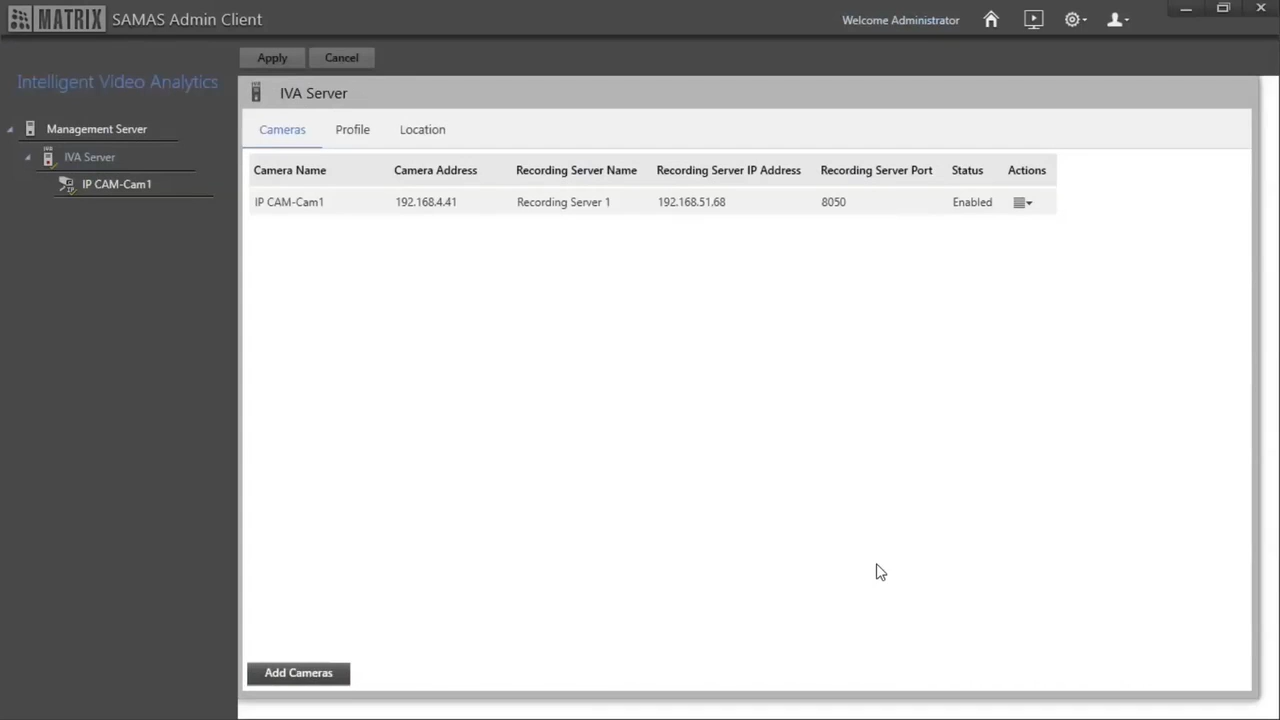 MATRIX SAMAS Admin Client
Welcome Administrator
Apply
Cancel
Intelligent Video Analytics
Management Server
IVA Server
IP CAM-Cam1
IVA Server
Cameras
Profile
Location
Camera Name Camera Address Recording Server Name Recording Server IP Address Recording Server Port Status Actions
IP CAM-Cam1 192.168.4.41 Recording Server 1 192.168.51.68 8050 Enabled
Add Cameras